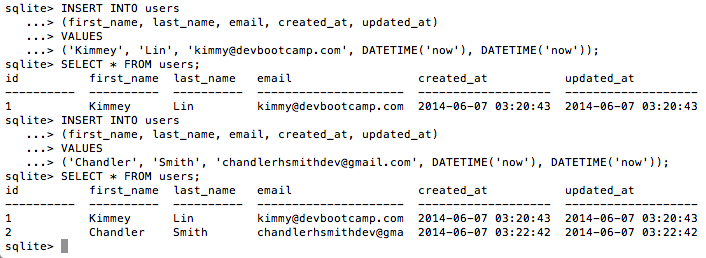 sqlite> INSERT INTO users
   ...> (first_name, last_name, email, created_at, updated_at)
   ...> VALUES
   ...> ('Kimmey', 'Lin', 'kimmy@devbootcamp.com', DATETIME('now'), DATETIME('now'));
sqlite> SELECT * FROM users;
id          first_name  last_name   email                  created_at           updated_at
----------  ----------  ----------  ---------------------  -------------------  -------------------
1           Kimmey      Lin         kimmy@devbootcamp.com  2014-06-07 03:20:43  2014-06-07 03:20:43
sqlite> INSERT INTO users
   ...> (first_name, last_name, email, created_at, updated_at)
   ...> VALUES
   ...> ('Chandler', 'Smith', 'chandlerhsmithdev@gmail.com', DATETIME('now'), DATETIME('now'));
sqlite> SELECT * FROM users;
id          first_name  last_name   email                  created_at           updated_at
----------  ----------  ----------  ---------------------  -------------------  -------------------
1           Kimmey      Lin         kimmy@devbootcamp.com  2014-06-07 03:20:43  2014-06-07 03:20:43
2           Chandler    Smith       chandlerhsmithdev@gma  2014-06-07 03:22:42  2014-06-07 03:22:42
sqlite>